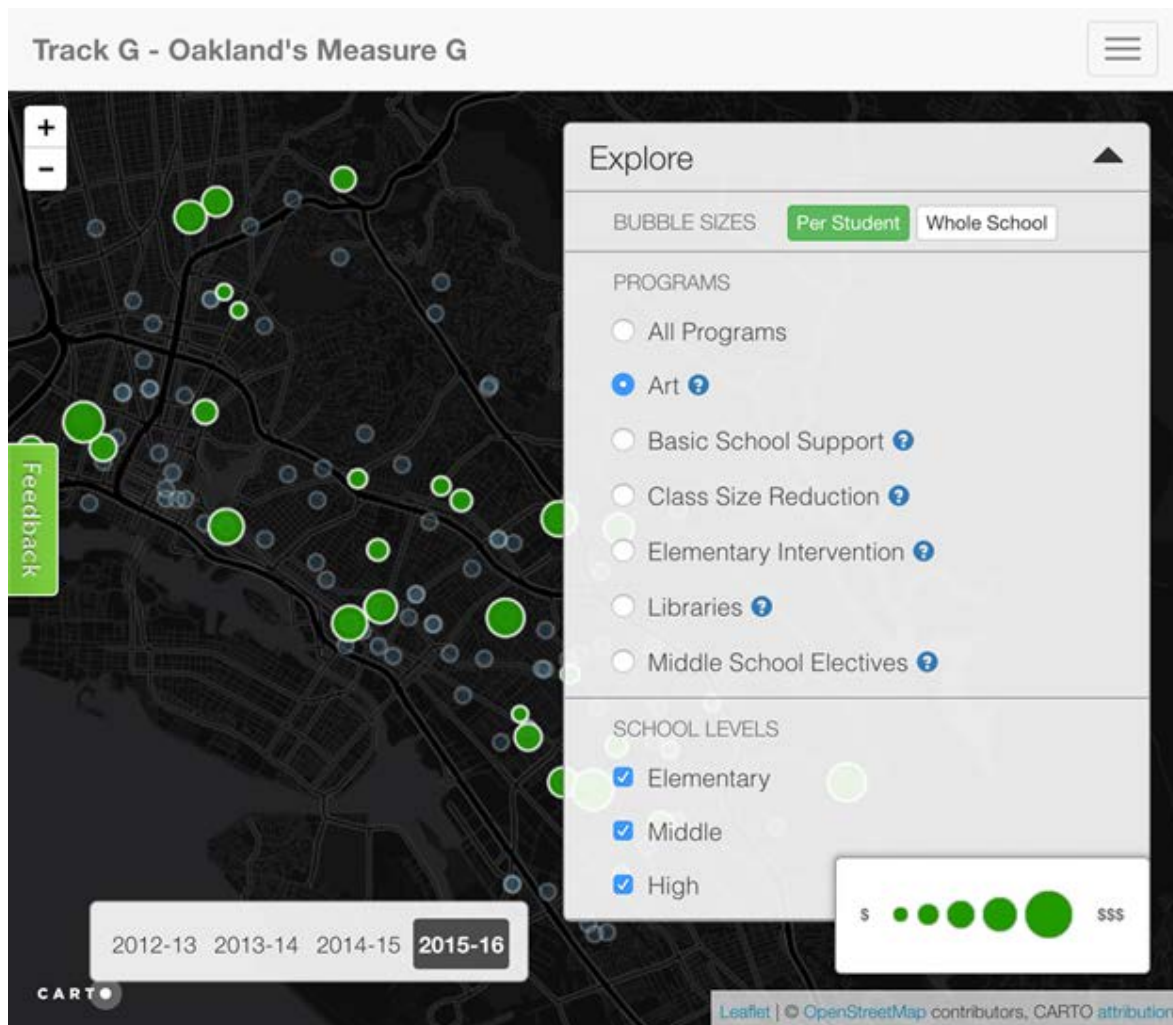 Track G - Oakland's Measure G
+
−
Explore
BUBBLE SIZES Per Student Whole School
PROGRAMS
All Programs
Art ?
Basic School Support ?
Class Size Reduction ?
Elementary Intervention ?
Libraries ?
Middle School Electives ?
SCHOOL LEVELS
Elementary
Middle
High
Feedback
$ $$$
2012-13 2013-14 2014-15 2015-16
CARTO
Leaflet | © OpenStreetMap contributors, CARTO attribution